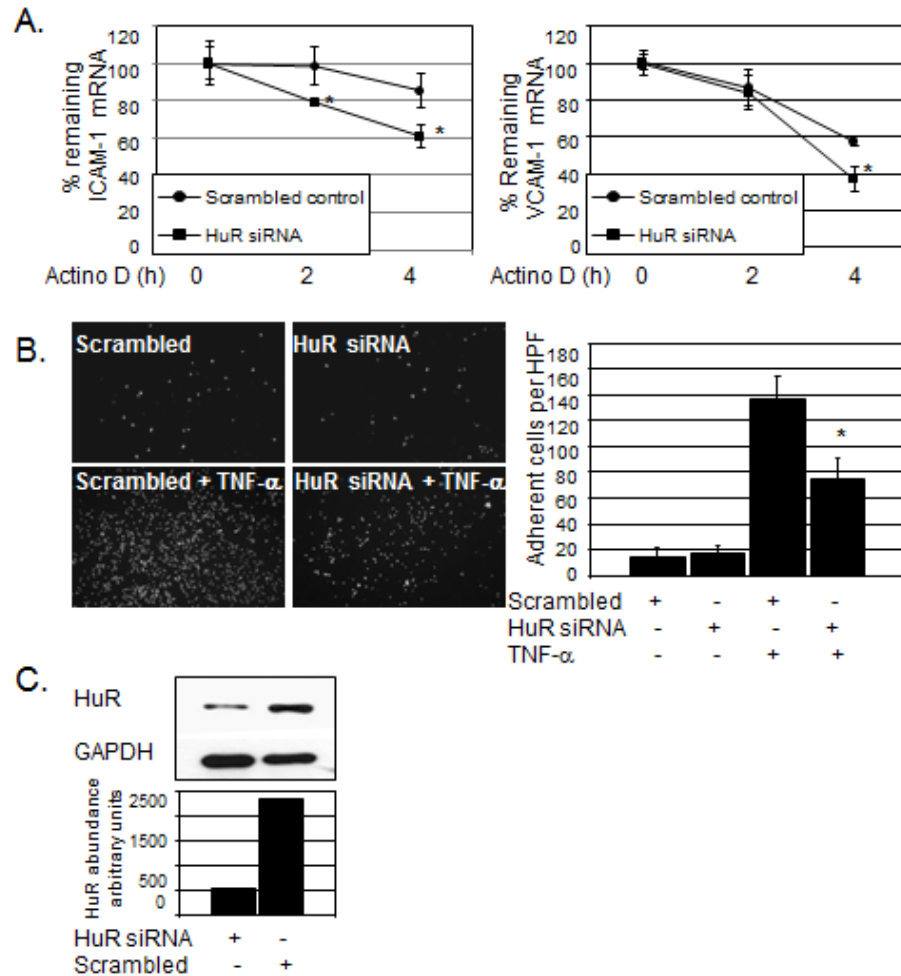 A.
% remaining
ICAM-1 mRNA
120
100
80
60
40
20
0
*
*
Scrambled control
HuR siRNA
Actino D (h) 0 2 4
% Remaining
VCAM-1 mRNA
120
100
80
60
40
20
0
*
Scrambled control
HuR siRNA
0 2 4
B.
Scrambled
HuR siRNA
Scrambled + TNF-α
HuR siRNA + TNF-α
Adherent cells per HPF
180
160
140
120
100
80
60
40
20
0
*
Scrambled + - + -
HuR siRNA - + - +
TNF-α - - + +
C.
HuR
GAPDH
HuR abundance
arbitrary units
2500
1500
500
0
HuR siRNA + -
Scrambled - +